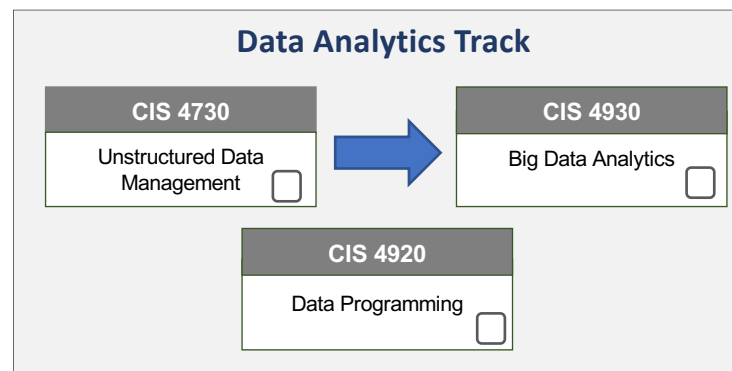 Data Analytics Track
CIS 4730
Unstructured Data
Management
CIS 4930
Big Data Analytics
CIS 4920
Data Programming